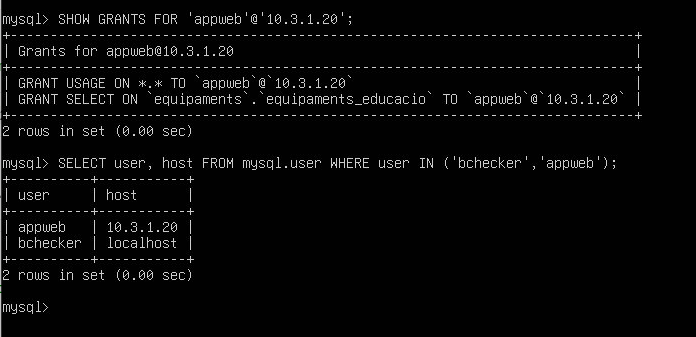 mysql> SHOW GRANTS FOR 'appweb'@'10.3.1.20';
+-----------------------------------------------------------------------------+
| Grants for appweb@10.3.1.20                                                 |
+-----------------------------------------------------------------------------+
| GRANT USAGE ON *.* TO `appweb`@`10.3.1.20`                                  |
| GRANT SELECT ON `equipaments`.`equipaments_educacio` TO `appweb`@`10.3.1.20` |
+-----------------------------------------------------------------------------+
2 rows in set (0.00 sec)
mysql> SELECT user, host FROM mysql.user WHERE user IN ('bchecker','appweb');
+----------+-----------+
| user     | host      |
+----------+-----------+
| appweb   | 10.3.1.20 |
| bchecker | localhost |
+----------+-----------+
2 rows in set (0.00 sec)
mysql>